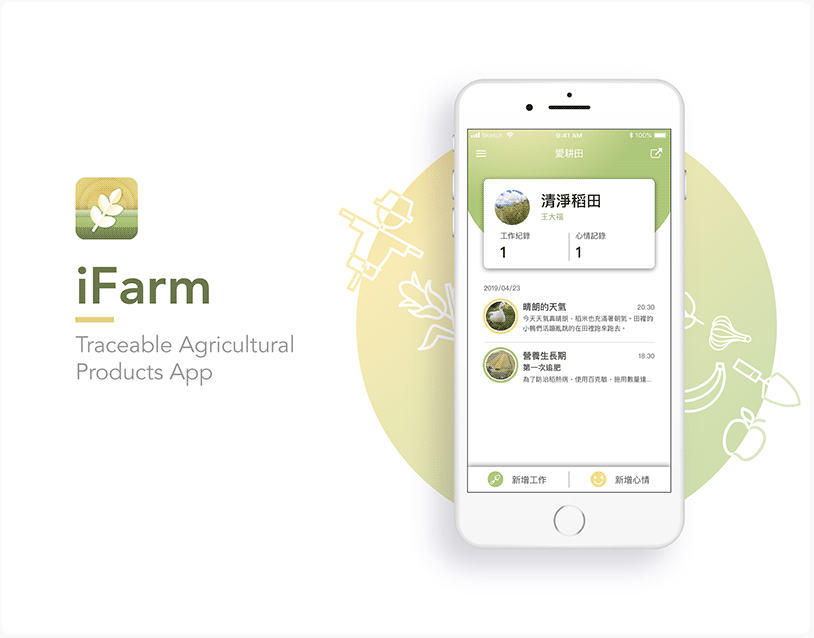 iFarm
Traceable Agricultural
Products App
Sketch
9:41 AM
100%
愛耕田
清淨稻田
王大福
工作紀錄
心情記錄
1
1
2019/04/23
晴朗的天氣
20:30
今天天氣真晴朗，稻米也充滿著朝氣。田裡的
小鴨們活蹦亂跳的在田裡跑來跑去。
營養生長期
18:30
第一次追肥
為了防治稻熱病，使用百克敏，施用數量達...
新增工作
新增心情